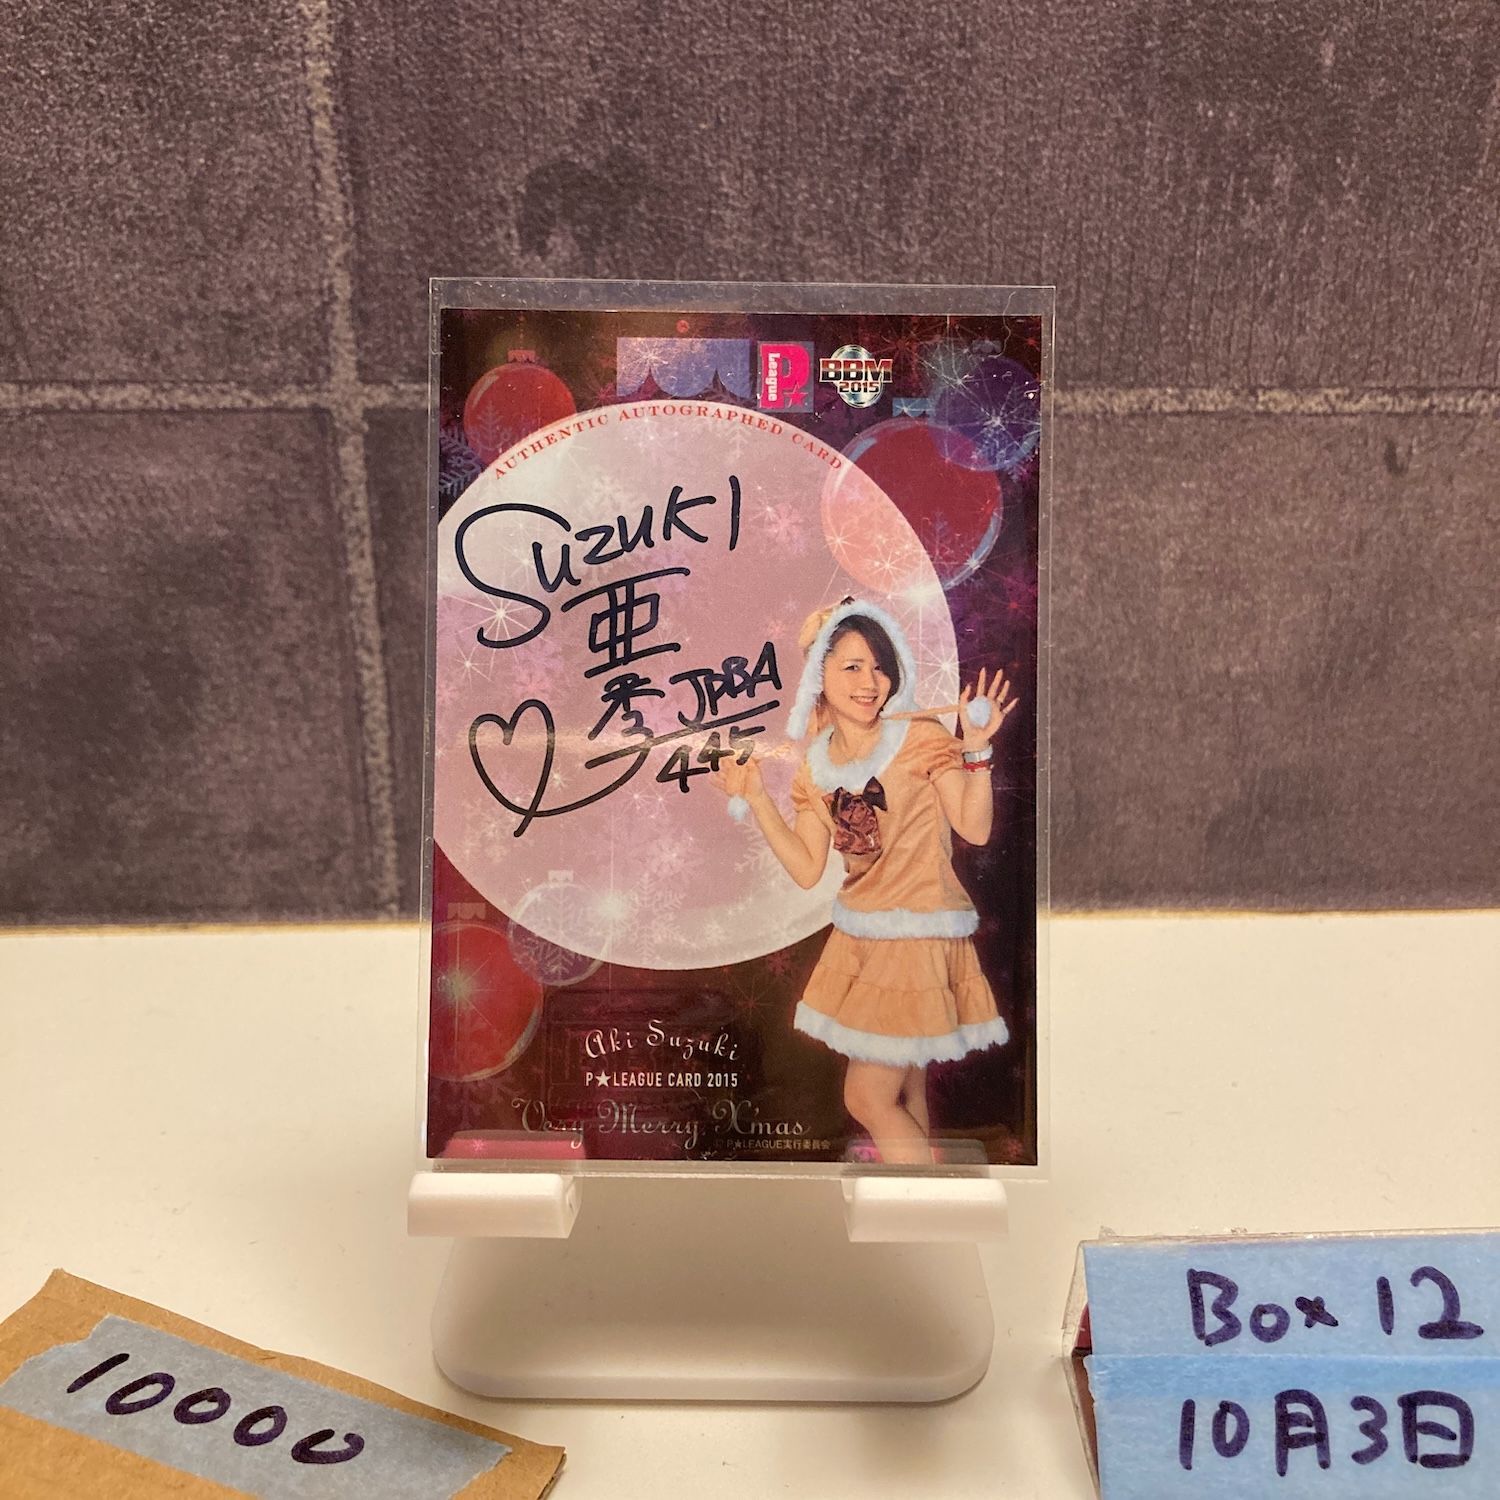 P League
BBM
2015
AUTHENTIC AUTOGRAPHED CARD
SUZUKI
亜
季 JPBA
445
Aki Suzuki
P★LEAGUE CARD 2015
Very Merry X'mas
© P★LEAGUE実行委員会
10000
Box 12
10月3日